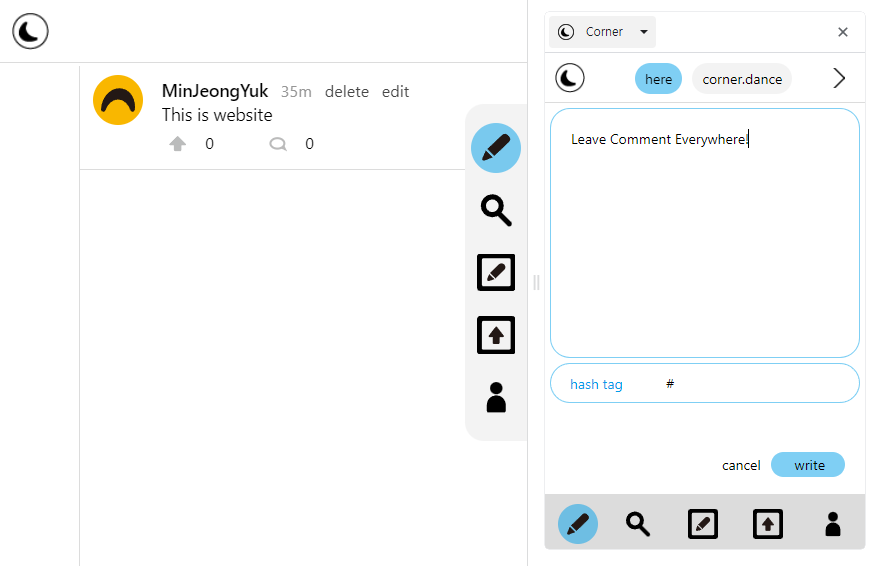 MinJeongYuk 35m delete edit
This is website
0 0
Corner
here corner.dance
Leave Comment Everywhere!
hash tag #
cancel write